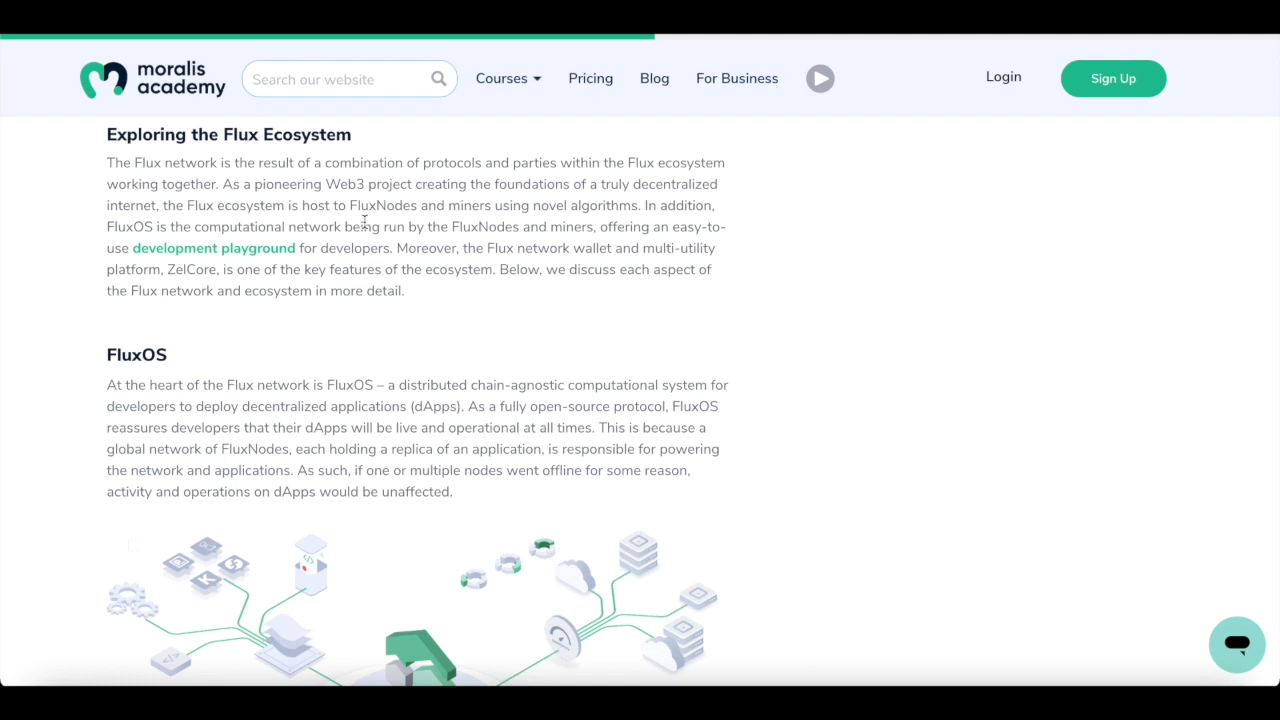 moralis
academy
Search our website
Courses
Pricing
Blog
For Business
Login
Sign Up
Exploring the Flux Ecosystem
The Flux network is the result of a combination of protocols and parties within the Flux ecosystem
working together. As a pioneering Web3 project creating the foundations of a truly decentralized
internet, the Flux ecosystem is host to FluxNodes and miners using novel algorithms. In addition,
FluxOS is the computational network being run by the FluxNodes and miners, offering an easy-to-
use development playground for developers. Moreover, the Flux network wallet and multi-utility
platform, ZelCore, is one of the key features of the ecosystem. Below, we discuss each aspect of
the Flux network and ecosystem in more detail.
FluxOS
At the heart of the Flux network is FluxOS – a distributed chain-agnostic computational system for
developers to deploy decentralized applications (dApps). As a fully open-source protocol, FluxOS
reassures developers that their dApps will be live and operational at all times. This is because a
global network of FluxNodes, each holding a replica of an application, is responsible for powering
the network and applications. As such, if one or multiple nodes went offline for some reason,
activity and operations on dApps would be unaffected.